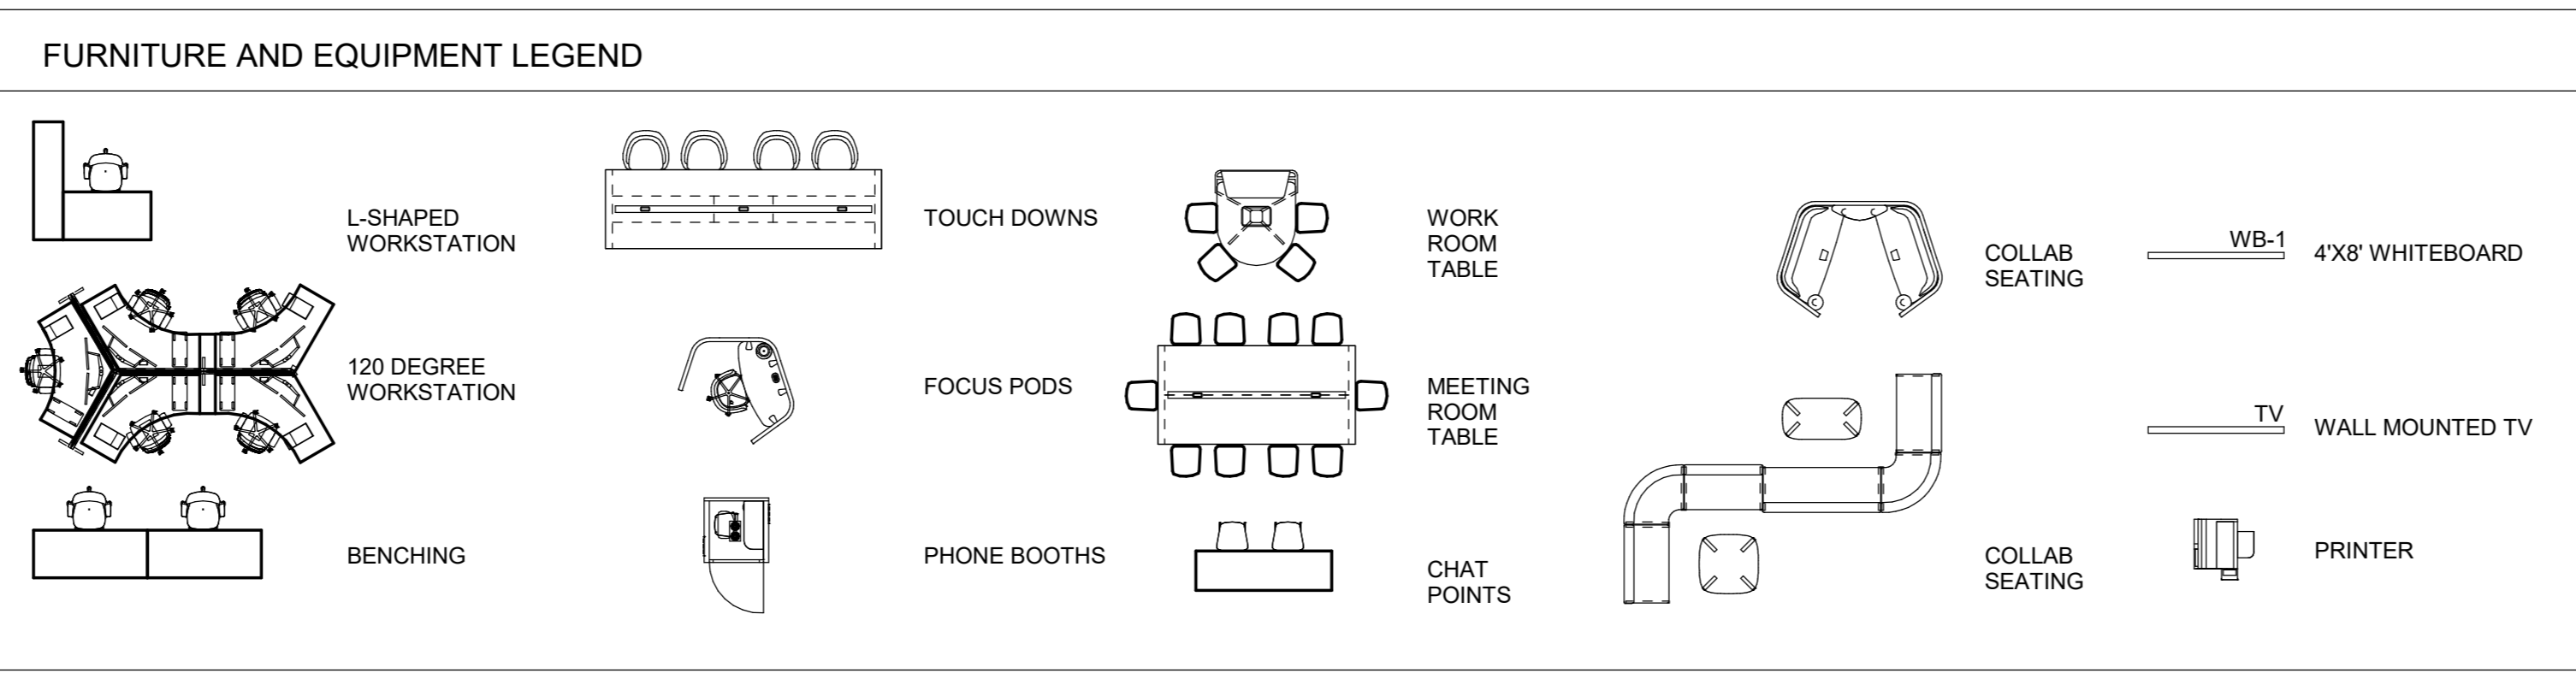 FURNITURE AND EQUIPMENT LEGEND
L-SHAPED
WORKSTATION
120 DEGREE
WORKSTATION
BENCHING
TOUCH DOWNS
FOCUS PODS
PHONE BOOTHS
WORK
ROOM
TABLE
MEETING
ROOM
TABLE
CHAT
POINTS
COLLAB
SEATING
COLLAB
SEATING
WB-1
4'X8' WHITEBOARD
TV
WALL MOUNTED TV
PRINTER